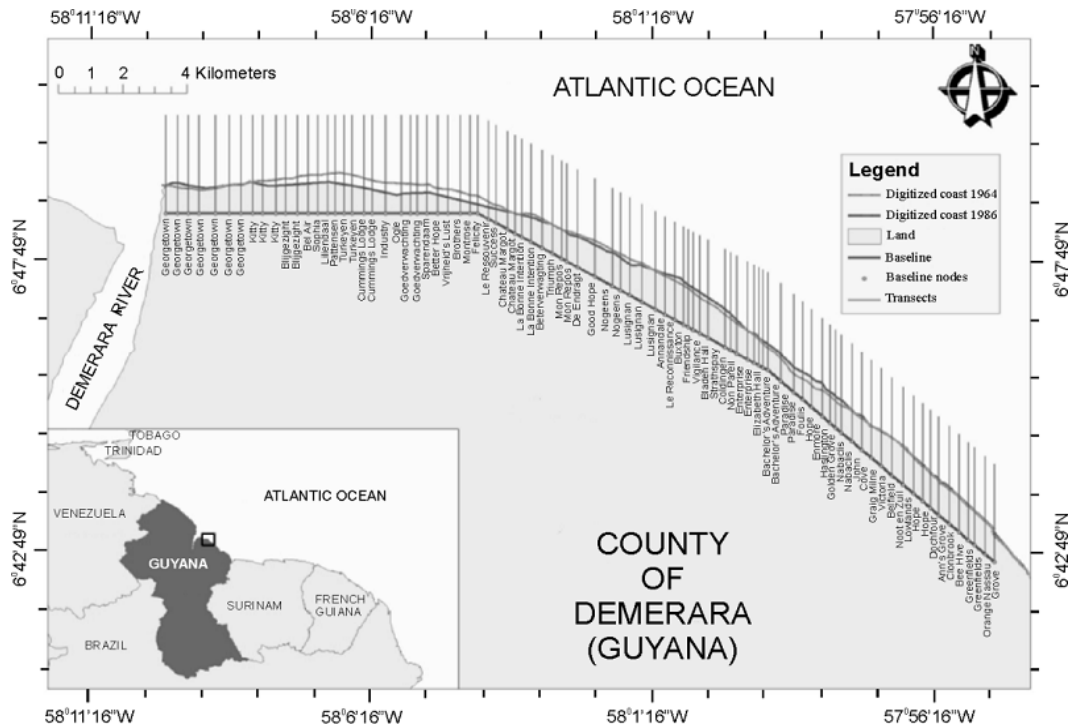 58°11'16"W 58°6'16"W 58°1'16"W 57°56'16"W
0 1 2 4 Kilometers
ATLANTIC OCEAN
N
Legend
Digitized coast 1964
Digitized coast 1986
Land
Baseline
Baseline nodes
Transects
6°47'49"N
6°47'49"N
DEMERARA RIVER
Georgetown
Georgetown
Georgetown
Georgetown
Georgetown
Georgetown
Georgetown
Kitty
Kitty
Kitty
Blijgezight
Blijgezight
Bel Air
Sophia
Liliendaal
Pattensen
Turkeyen
Turkeyen
Cummings Lodge
Cummings Lodge
Industry
Ogle
Goedverwachting
Goedverwachting
Sparendaam
Beter Hope
Vrijheid's Lust
Brothers
Montrose
Felicity
Le Ressouvenir
Success
Chateau Margot
Chateau Margot
La Bonne Intention
La Bonne Intention
Beterverwagting
Triumph
Mon Repos
Mon Repos
De Endragt
Good Hope
Nogeens
Nogeens
Lusignan
Lusignan
Lusignan
Annandale
Le Reconnissance
Buxton
Friendship
Vigilance
Bladen Hall
Strathspay
Coldingen
Non Pareil
Enterprise
Enterprise
Elizabeth Hall
Bachelor's Adventure
Bachelor's Adventure
Paradise
Paradise
Foulis
Hope
Enmore
Haslington
Golden Grove
Nabaclis
Nabaclis
John
Cove
Graig Milne
Victoria
Belfield
Noot en Zuil
Lowlands
Hope
Hope
Dochfour
Ann's Grove
Clonbrook
Bee Hive
Greenfields
Greenfields
Orange Nassau
Grove
TOBAGO
TRINIDAD
ATLANTIC OCEAN
VENEZUELA
GUYANA
SURINAM
FRENCH
GUIANA
BRAZIL
6°42'49"N
6°42'49"N
COUNTY
OF
DEMERARA
(GUYANA)
58°11'16"W 58°6'16"W 58°1'16"W 57°56'16"W